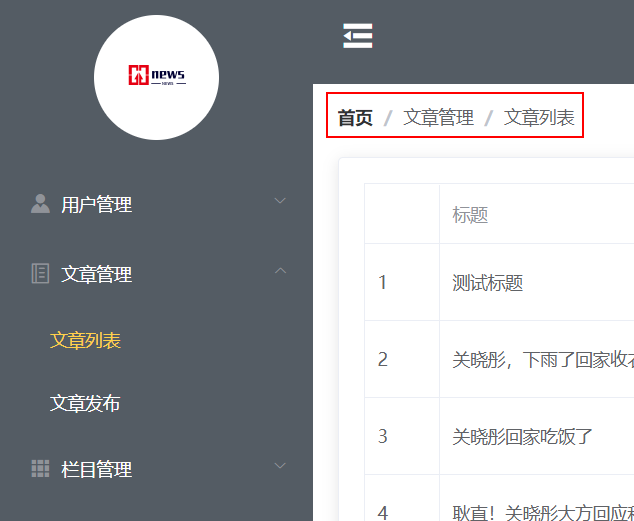 news
NEWS
用户管理
文章管理
文章列表
文章发布
栏目管理
首页 / 文章管理 / 文章列表
标题
1 测试标题
2 关晓彤，下雨了回家收衣
3 关晓彤回家吃饭了
4 耿直！关晓彤大方回应